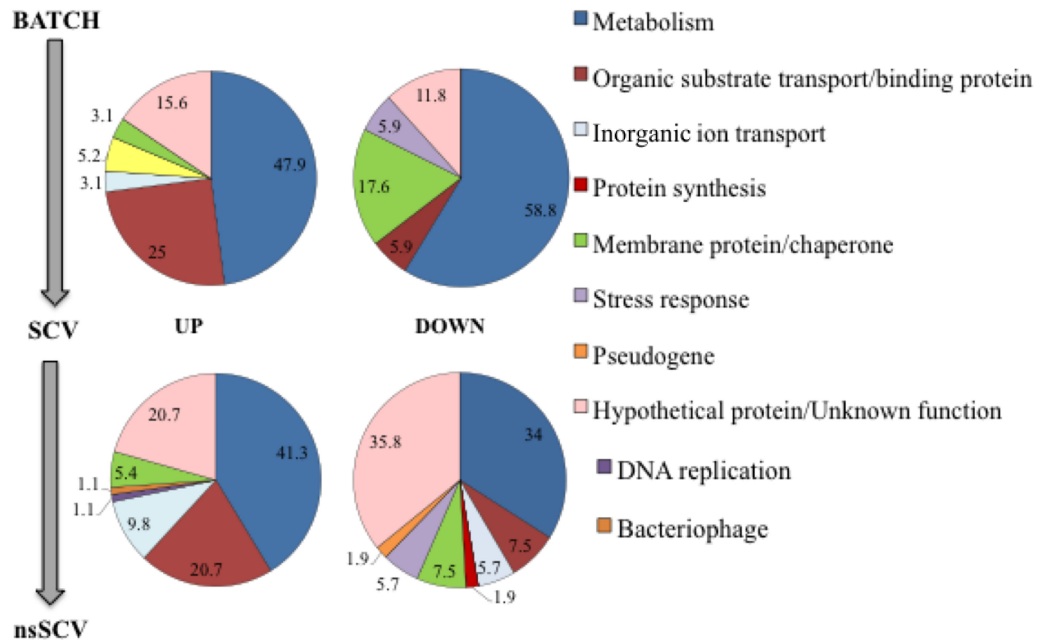 BATCH
SCV
nsSCV
15.6
3.1
5.2
3.1
25
47.9
11.8
5.9
17.6
5.9
58.8
UP
DOWN
20.7
5.4
1.1
1.1
9.8
20.7
41.3
35.8
34
7.5
5.7
1.9
7.5
5.7
1.9
Metabolism
Organic substrate transport/binding protein
Inorganic ion transport
Protein synthesis
Membrane protein/chaperone
Stress response
Pseudogene
Hypothetical protein/Unknown function
DNA replication
Bacteriophage